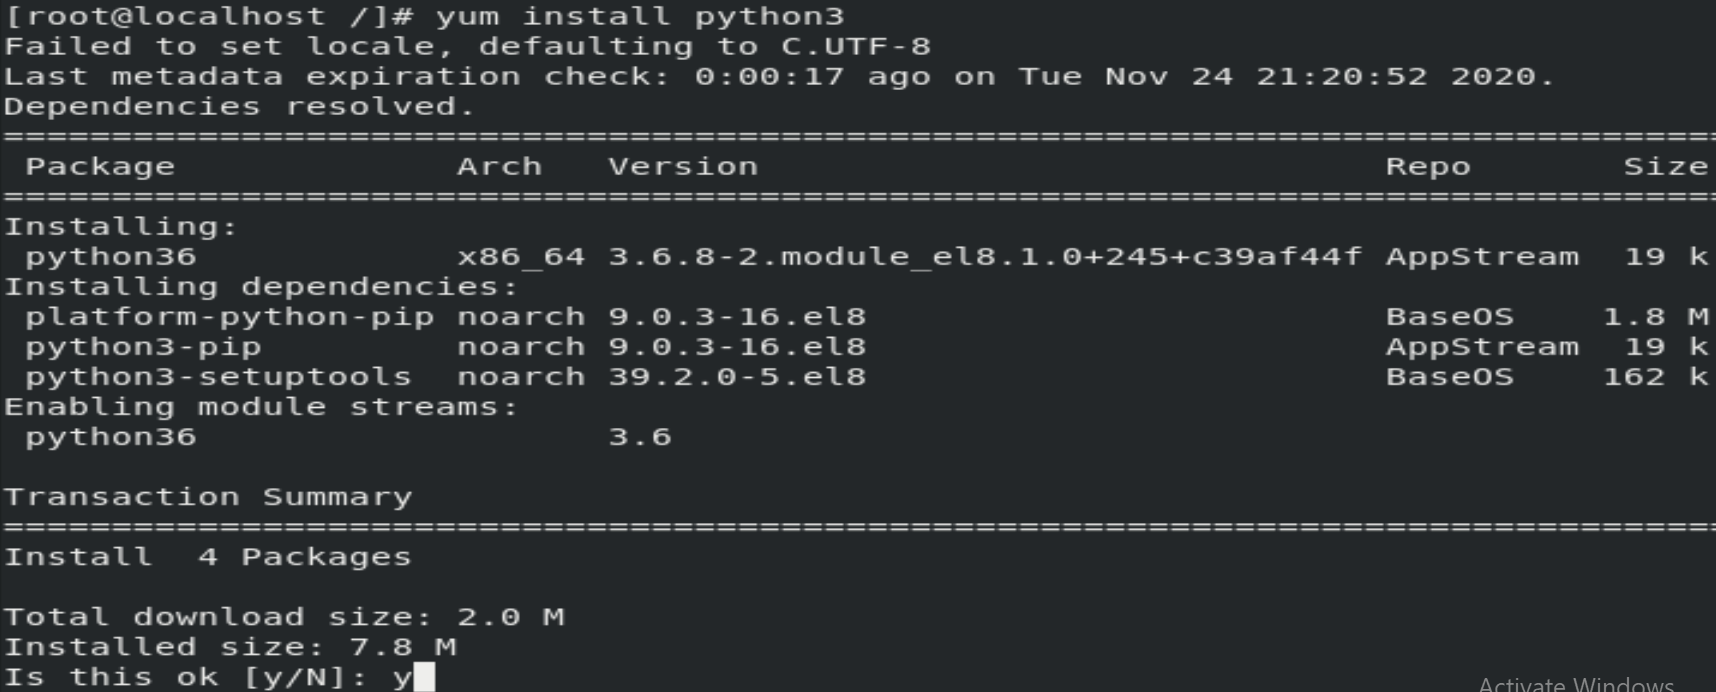 [root@localhost /]# yum install python3
Failed to set locale, defaulting to C.UTF-8
Last metadata expiration check: 0:00:17 ago on Tue Nov 24 21:20:52 2020.
Dependencies resolved.
================================================================================
 Package             Arch   Version                             Repo       Size
================================================================================
Installing:
 python36            x86_64 3.6.8-2.module_el8.1.0+245+c39af44f AppStream  19 k
Installing dependencies:
 platform-python-pip noarch 9.0.3-16.el8                        BaseOS    1.8 M
 python3-pip         noarch 9.0.3-16.el8                        AppStream  19 k
 python3-setuptools  noarch 39.2.0-5.el8                        BaseOS    162 k
Enabling module streams:
 python36                   3.6

Transaction Summary
================================================================================
Install  4 Packages

Total download size: 2.0 M
Installed size: 7.8 M
Is this ok [y/N]: y
Activate Windows